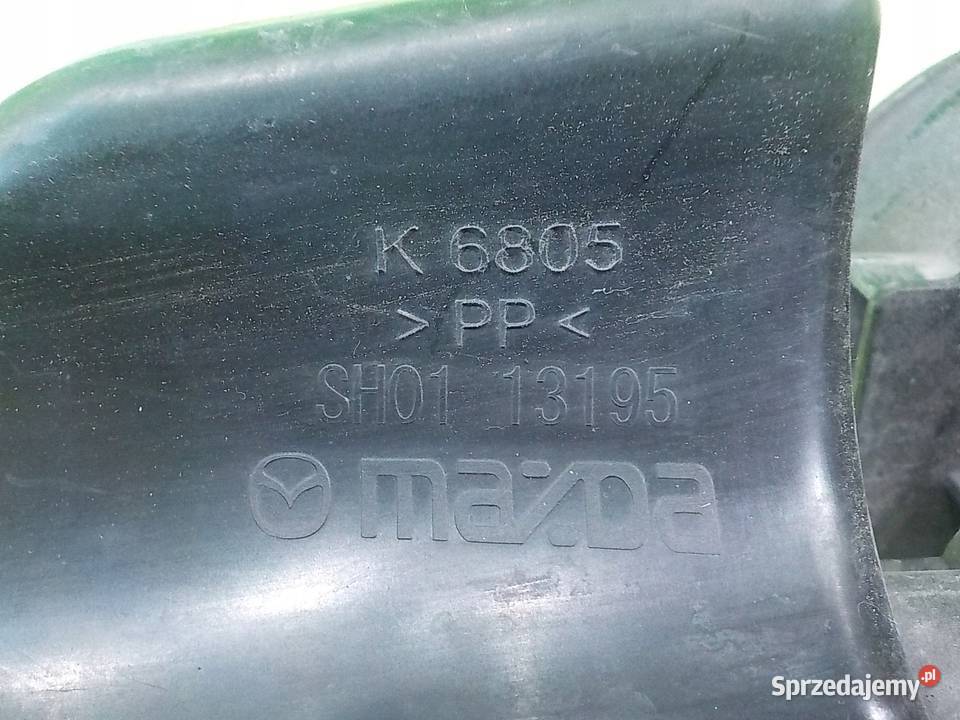 K 6805
>PP<
SH01 13195
mazda
Sprzedajemy.pl